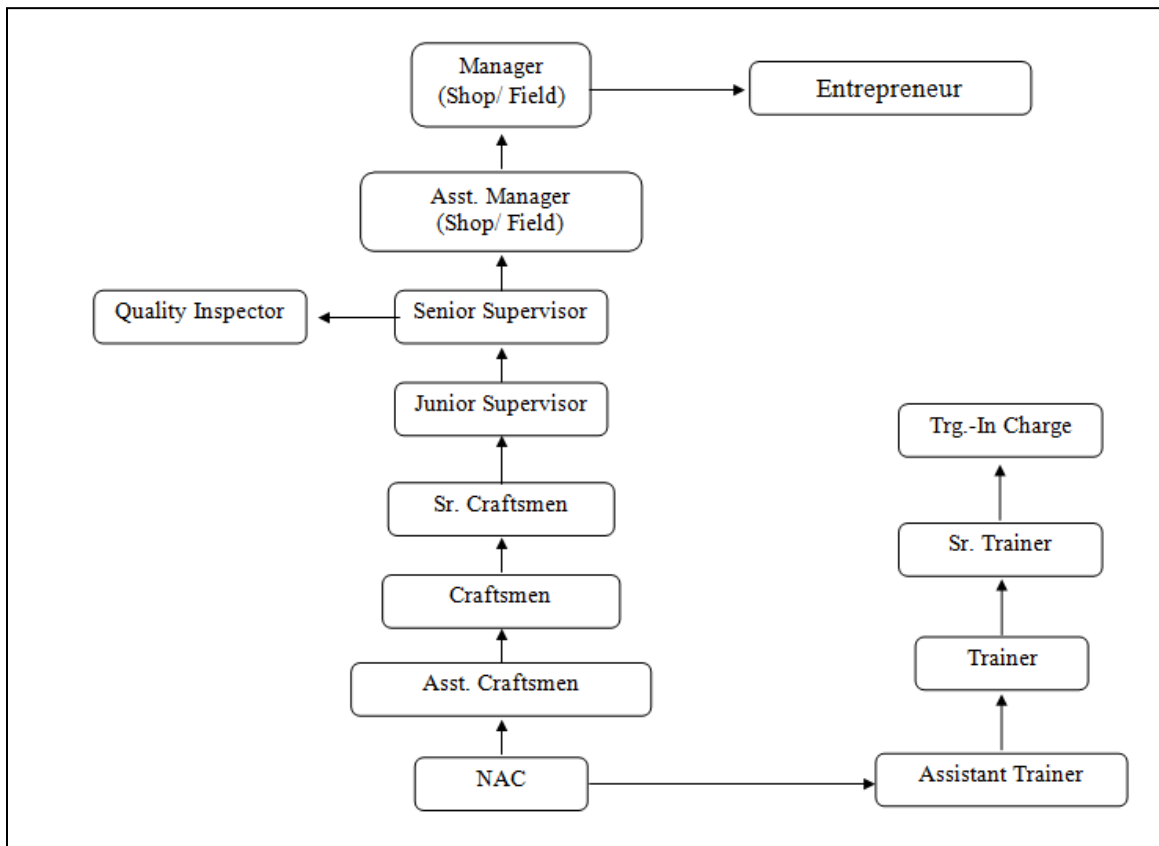 Manager
(Shop/ Field)
Entrepreneur
Asst. Manager
(Shop/ Field)
Quality Inspector
Senior Supervisor
Junior Supervisor
Trg.-In Charge
Sr. Craftsmen
Sr. Trainer
Craftsmen
Trainer
Asst. Craftsmen
NAC
Assistant Trainer